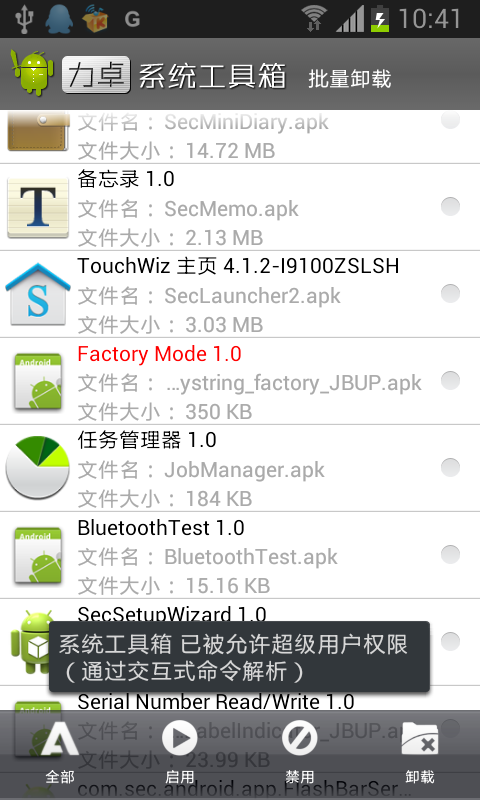 G
10:41
力卓 系统工具箱 批量卸载
文件名 : SecMiniDiary.apk
文件大小 : 14.72 MB
备忘录 1.0
T
文件名 : SecMemo.apk
文件大小 : 2.13 MB
TouchWiz 主页 4.1.2-I9100ZSLSH
S
文件名 : SecLauncher2.apk
文件大小 : 3.03 MB
Factory Mode 1.0
Android
文件名 : …ystring_factory_JBUP.apk
文件大小 : 350 KB
任务管理器 1.0
文件名 : JobManager.apk
文件大小 : 184 KB
BluetoothTest 1.0
Android
文件名 : BluetoothTest.apk
文件大小 : 15.16 KB
SecSetupWizard 1.0
系统工具箱 已被允许超级用户权限
（通过交互式命令解析）
Serial Number Read/Write 1.0
文件大小 : 23.99 KB
全部
启用
禁用
卸载
com.sec.android.app.FlashBarSer…